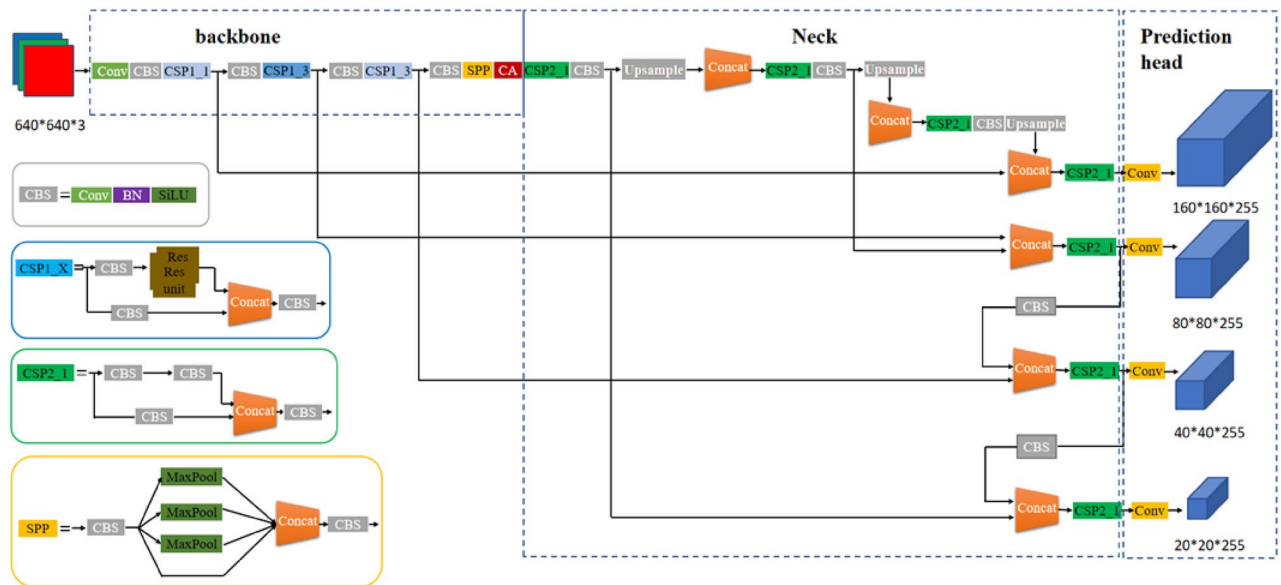 backbone
Neck
Prediction
head
Conv CBS CSP1_1 CBS CSP1_3 CBS CSP1_3 CBS SPP CA CSP2_1 CBS Upsample Concat CSP2_1 CBS Upsample
640*640*3
Concat CSP2_1 CBS Upsample
Concat CSP2_1 Conv
160*160*255
CBS = Conv BN SiLU
Concat CSP2_1 Conv
80*80*255
CSP1_X = CBS Res
Res
unit
CBS Concat CBS
CBS
Concat CSP2_1 Conv
40*40*255
CSP2_1 = CBS CBS
CBS Concat CBS
CBS
Concat CSP2_1 Conv
20*20*255
MaxPool
SPP = CBS MaxPool Concat CBS
MaxPool